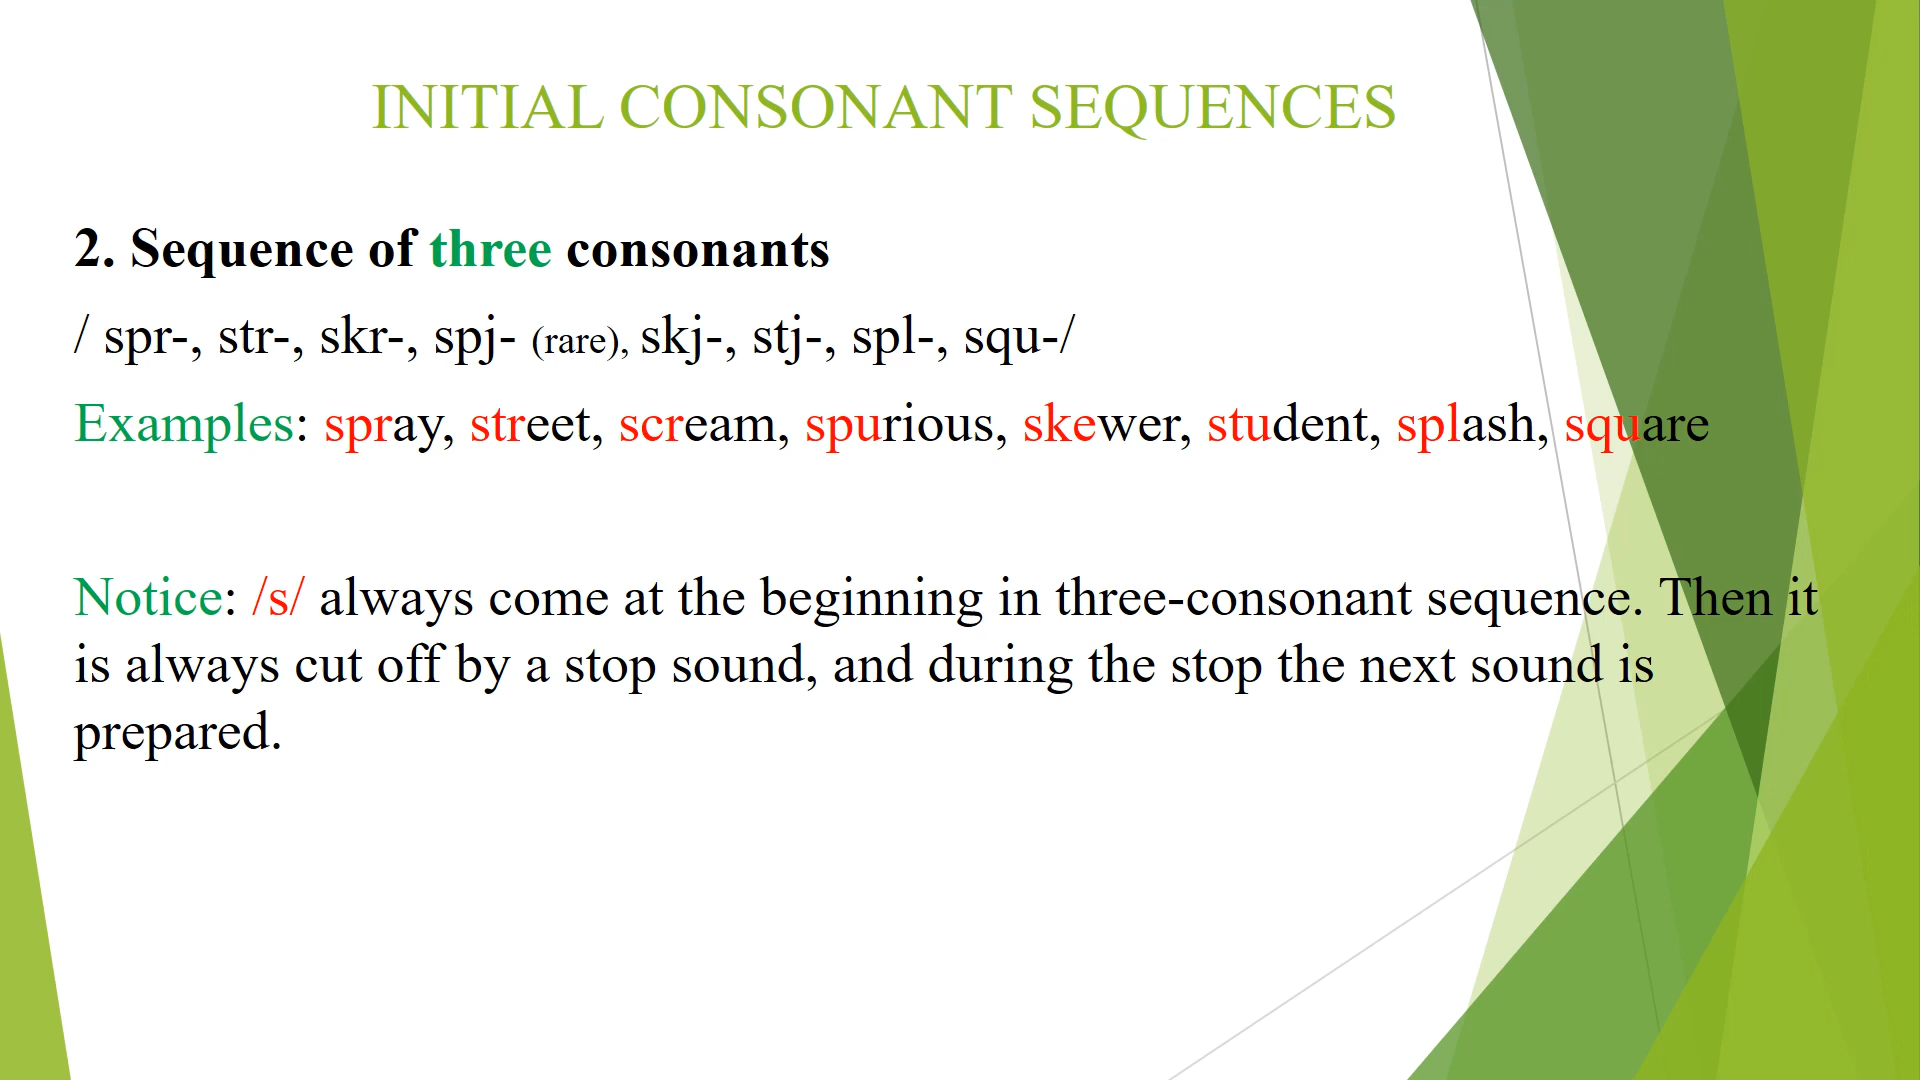 INITIAL CONSONANT SEQUENCES
2. Sequence of three consonants
/ spr-, str-, skr-, spj- (rare), skj-, stj-, spl-, squ-/
Examples: spray, street, scream, spurious, skewer, student, splash, square
Notice: /s/ always come at the beginning in three-consonant sequence. Then it
is always cut off by a stop sound, and during the stop the next sound is
prepared.